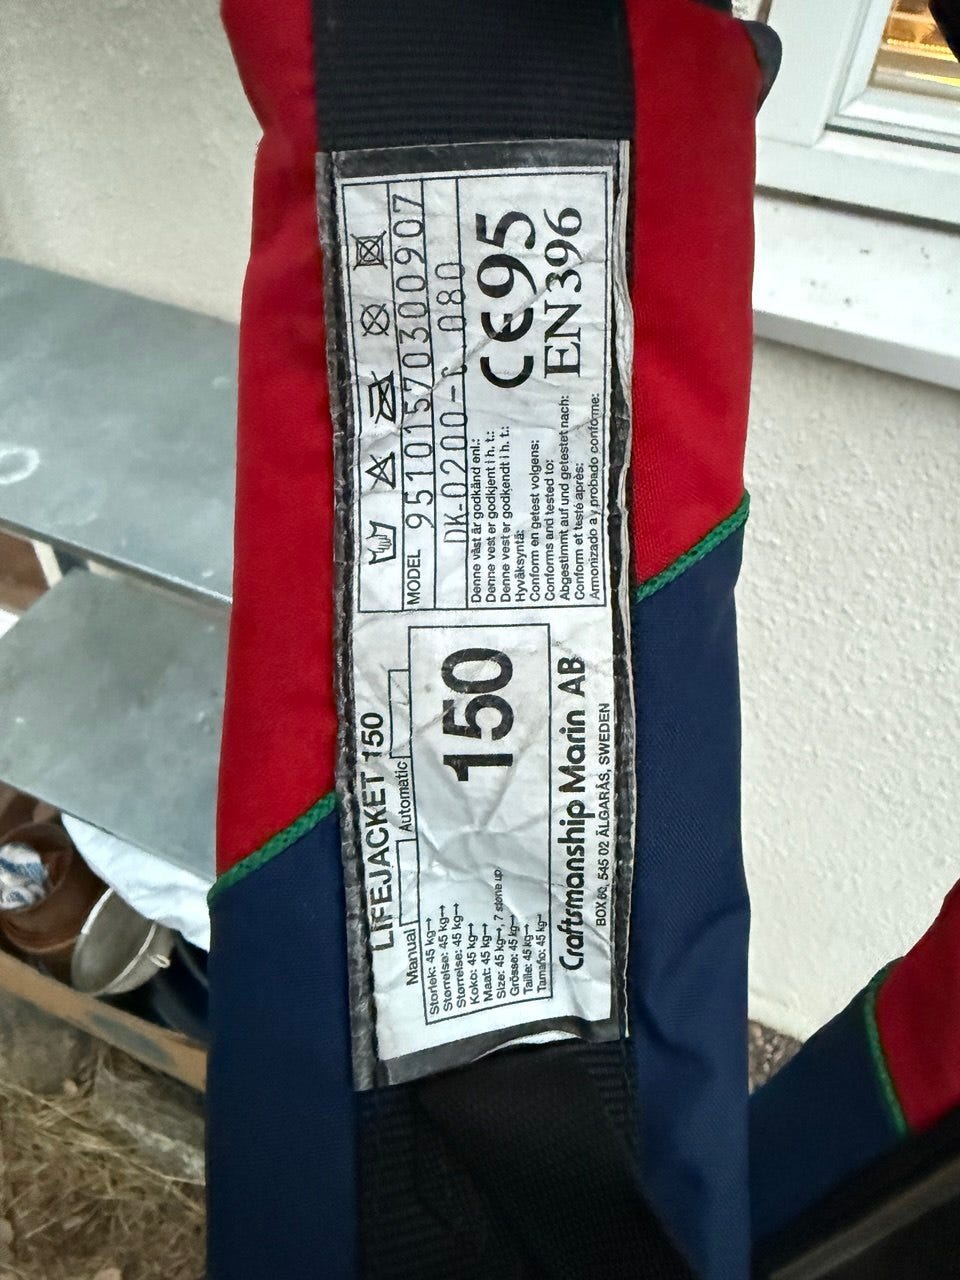 LIFEJACKET 150
Manual Automatic
Storlek: 45 kg→
Størrelse: 45 kg→
Størrelse: 45 kg→
Koko: 45 kg→
Maat: 45 kg→
Size: 45 kg→, 7 stone up
Grösse: 45 kg→
Taille: 45 kg→
Tamaño: 45 kg→
150
Craftsmanship Marin AB
BOX 60, 545 02 ÄLGARÅS, SWEDEN
MODEL 95101570300907
DK-0200- .080
Denne väst är godkänd enl.:
Denne vest er godkjent i h. t.:
Denne vest er godkendt i h. t.:
Hyväksyntä:
Conform en getest volgens:
Conforms and tested to:
Abgestimmt auf und getestet nach:
Conform et testé après:
Armonizado a y probado conforme:
CE95
EN396